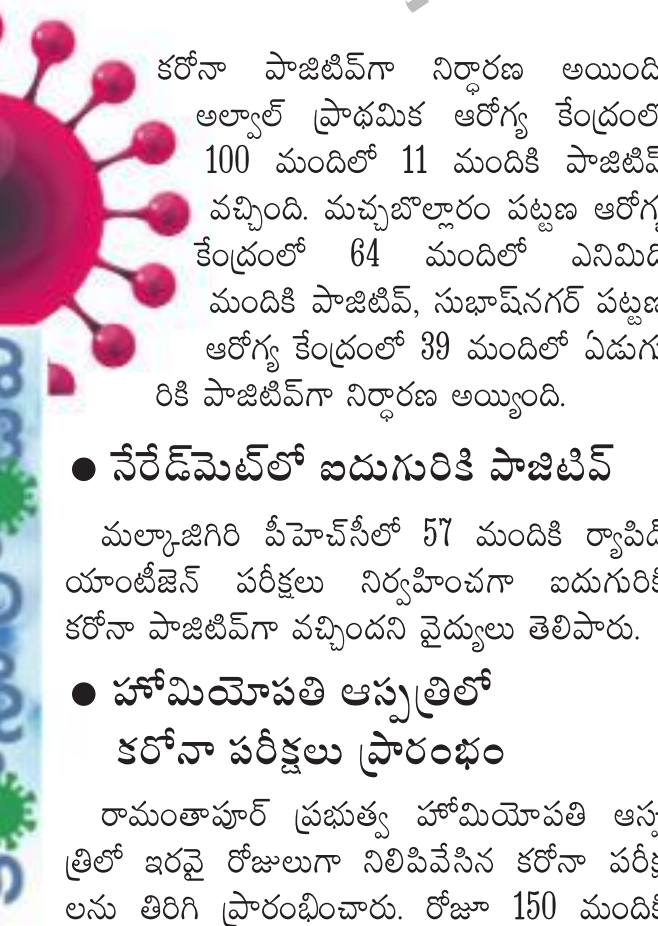 కరోనా పాజిటివ్‌గా నిర్ధారణ అయింది
అల్వాల్ ప్రాథమిక ఆరోగ్య కేంద్రంలో
100 మందిలో 11 మందికి పాజిటివ్
వచ్చింది. మచ్చబొల్లారం పట్టణ ఆరోగ్య
కేంద్రంలో 64 మందిలో ఎనిమిది
మందికి పాజిటివ్, సుభాష్‌నగర్ పట్టణ
ఆరోగ్య కేంద్రంలో 39 మందిలో ఏడుగు
రికి పాజిటివ్‌గా నిర్ధారణ అయ్యింది.
● నేరేడ్‌మెట్‌లో ఐదుగురికి పాజిటివ్
మల్కాజిగిరి పీహెచ్‌సీలో 57 మందికి ర్యాపిడ్
యాంటీజెన్ పరీక్షలు నిర్వహించగా ఐదుగురికి
కరోనా పాజిటివ్‌గా వచ్చిందని వైద్యులు తెలిపారు.
● హోమియోపతి ఆస్పత్రిలో
కరోనా పరీక్షలు ప్రారంభం
రామంతాపూర్ ప్రభుత్వ హోమియోపతి ఆస్ప
త్రిలో ఇరవై రోజులుగా నిలిపివేసిన కరోనా పరీక్ష
లను తిరిగి ప్రారంభించారు. రోజూ 150 మందికి